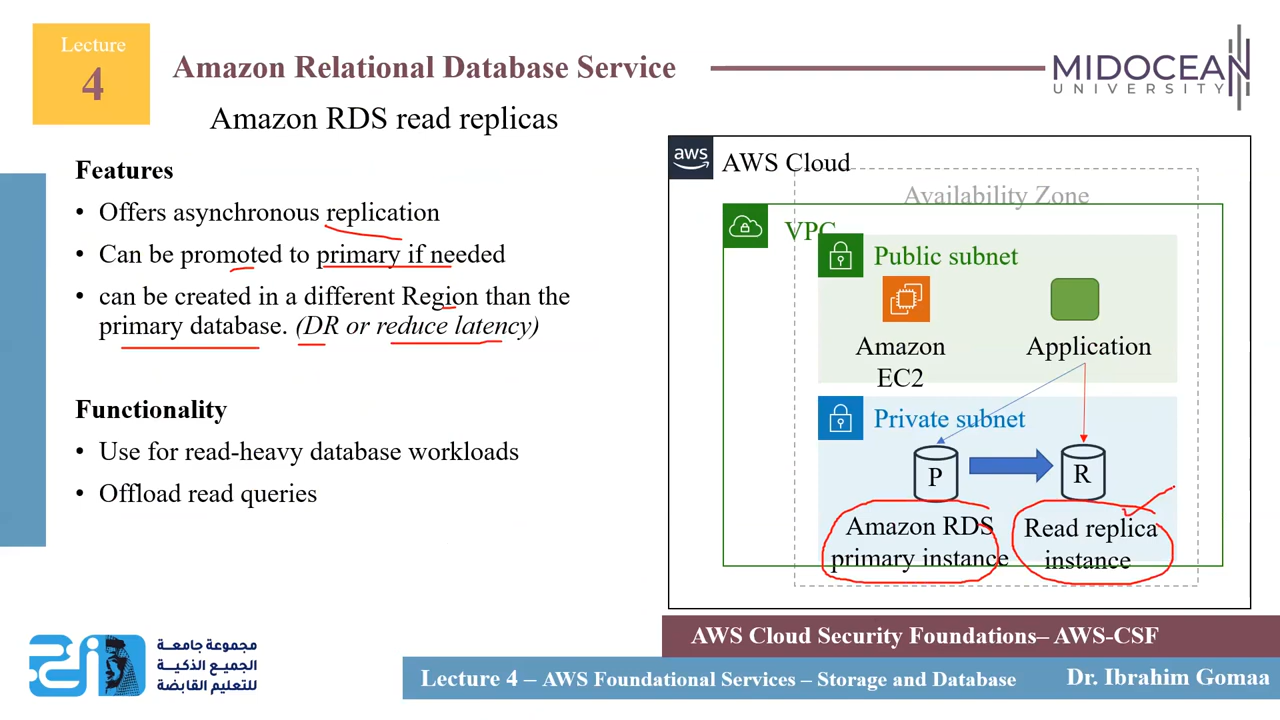 Lecture
4
Amazon Relational Database Service
MIDOCEAN
UNIVERSITY
Amazon RDS read replicas
Features
• Offers asynchronous replication
• Can be promoted to primary if needed
• can be created in a different Region than the
primary database. (DR or reduce latency)
Functionality
• Use for read-heavy database workloads
• Offload read queries
aws
AWS Cloud
Availability Zone
VPC
Public subnet
Amazon
EC2
Application
Private subnet
P
R
Amazon RDS
primary instance
Read replica
instance
مجموعة جامعة
الجميع الذكية
للتعليم القابضة
AWS Cloud Security Foundations– AWS-CSF
Lecture 4 – AWS Foundational Services – Storage and Database
Dr. Ibrahim Gomaa